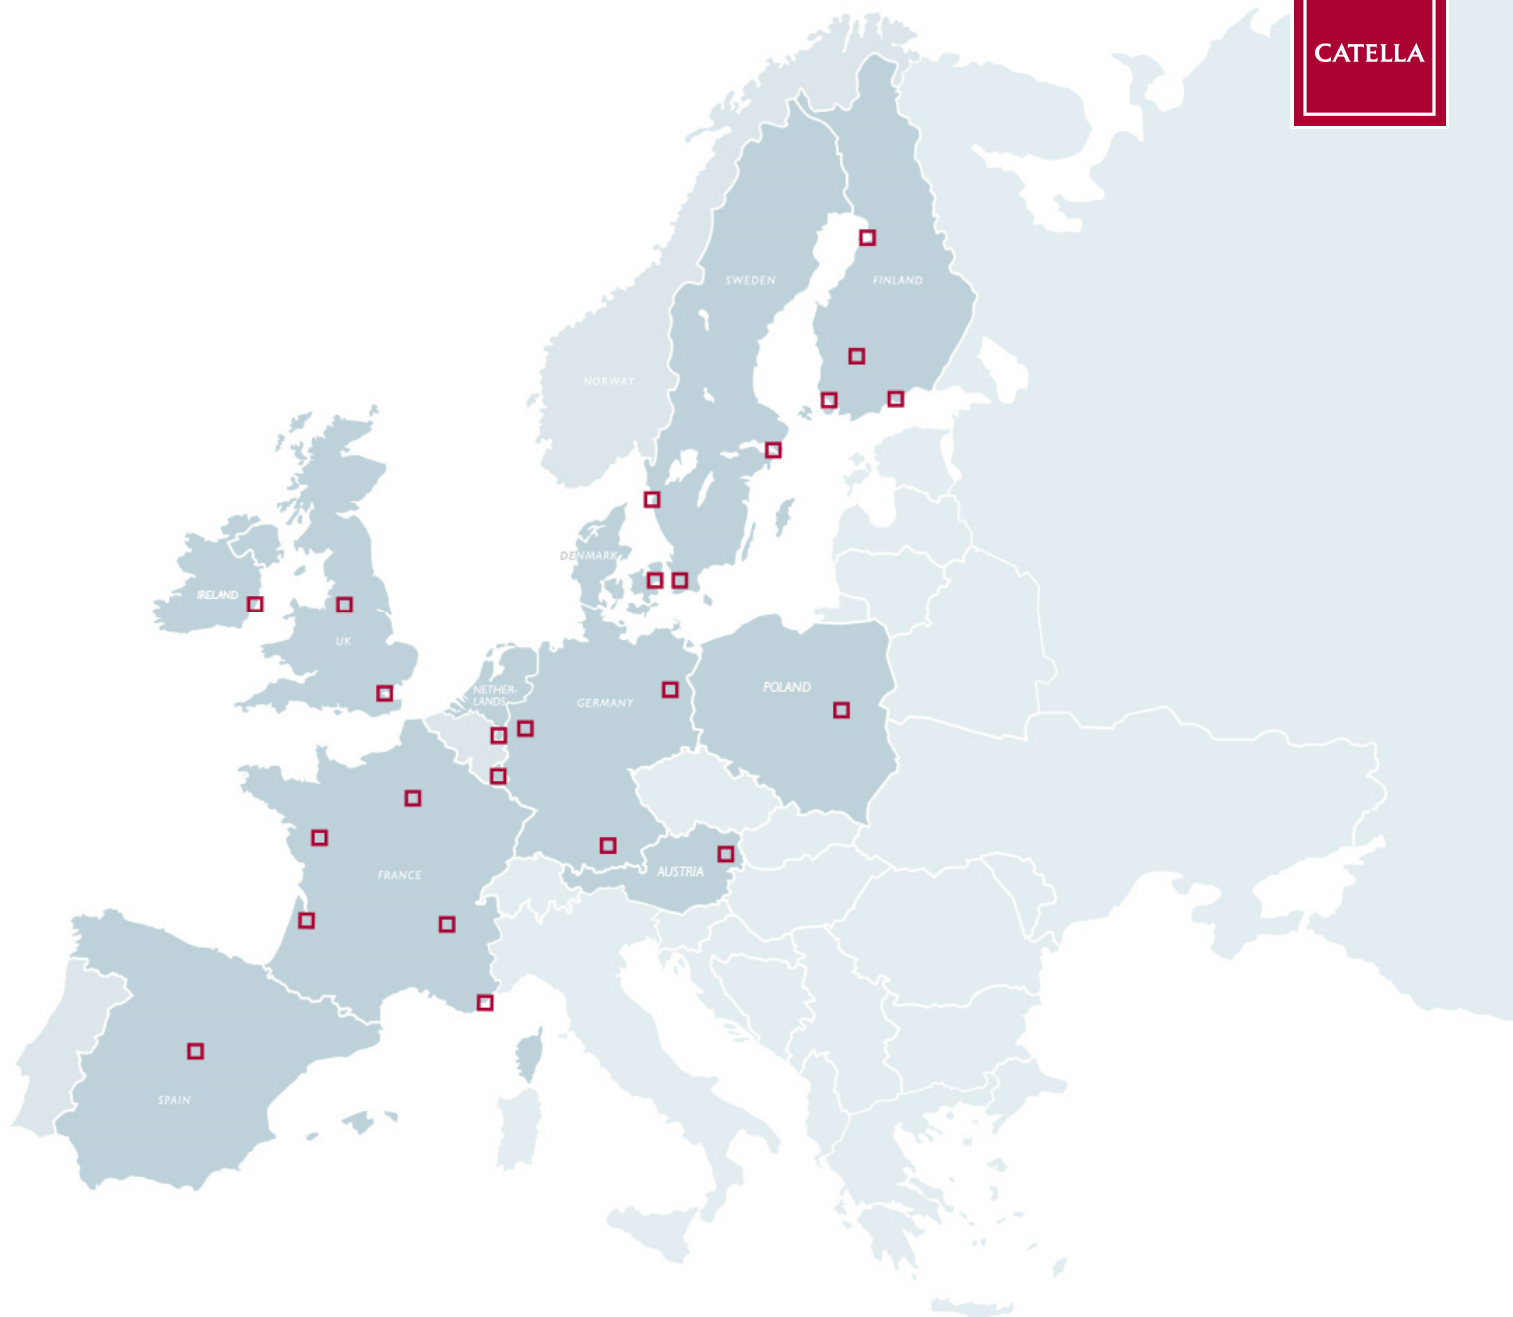 CATELLA
SWEDEN
FINLAND
NORWAY
DENMARK
IRELAND
UK
NETHER-
LANDS
GERMANY
POLAND
FRANCE
AUSTRIA
SPAIN